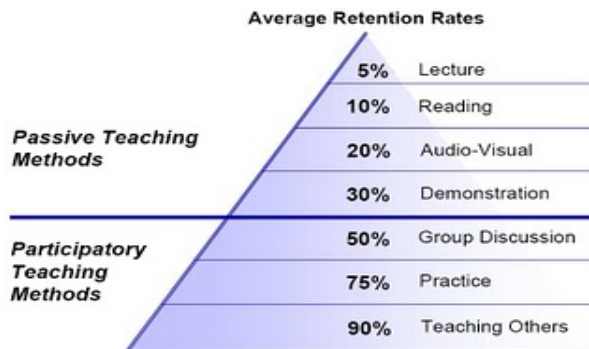 Average Retention Rates
5% Lecture
10% Reading
Passive Teaching
Methods
20% Audio-Visual
30% Demonstration
Participatory
Teaching
Methods
50% Group Discussion
75% Practice
90% Teaching Others